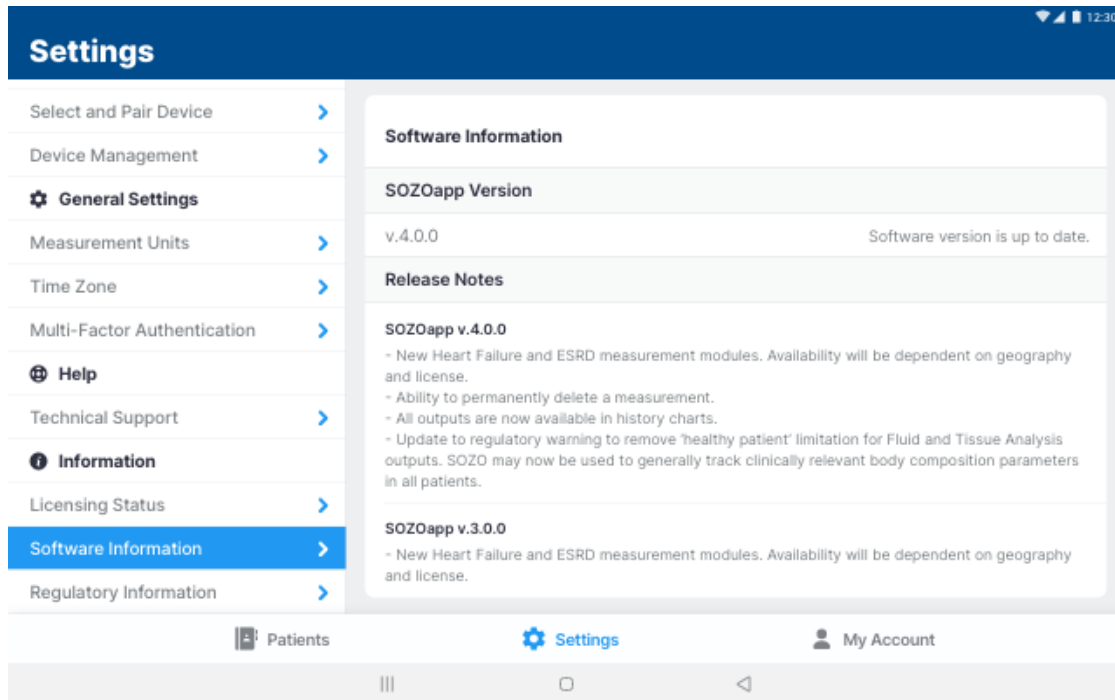 12:30
Settings
Select and Pair Device
Device Management
General Settings
Measurement Units
Time Zone
Multi-Factor Authentication
Help
Technical Support
Information
Licensing Status
Software Information
Regulatory Information
Software Information
SOZOapp Version
v.4.0.0 Software version is up to date.
Release Notes
SOZOapp v.4.0.0
- New Heart Failure and ESRD measurement modules. Availability will be dependent on geography
and license.
- Ability to permanently delete a measurement.
- All outputs are now available in history charts.
- Update to regulatory warning to remove 'healthy patient' limitation for Fluid and Tissue Analysis
outputs. SOZO may now be used to generally track clinically relevant body composition parameters
in all patients.
SOZOapp v.3.0.0
- New Heart Failure and ESRD measurement modules. Availability will be dependent on geography
and license.
Patients Settings My Account